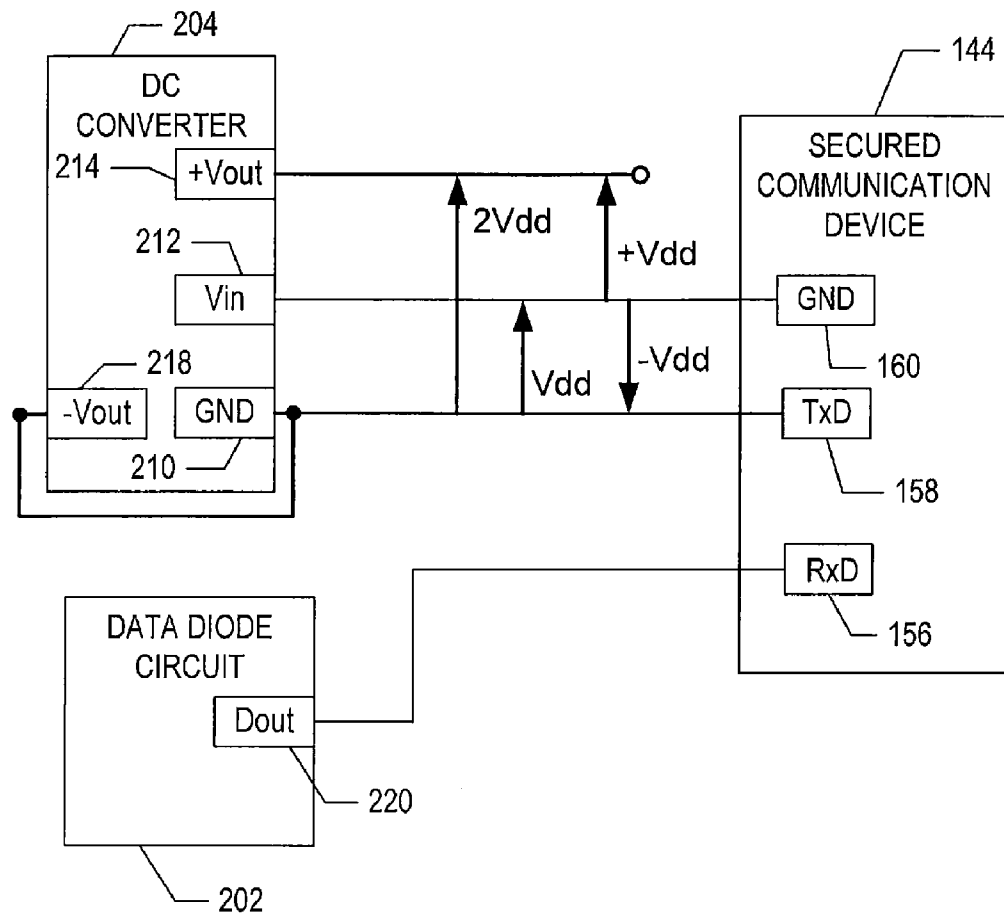 204
DC
CONVERTER
214
+Vout
212
Vin
218
-Vout
GND
210
2Vdd
+Vdd
Vdd
-Vdd
144
SECURED
COMMUNICATION
DEVICE
GND
160
TxD
158
RxD
156
DATA DIODE
CIRCUIT
Dout
220
202